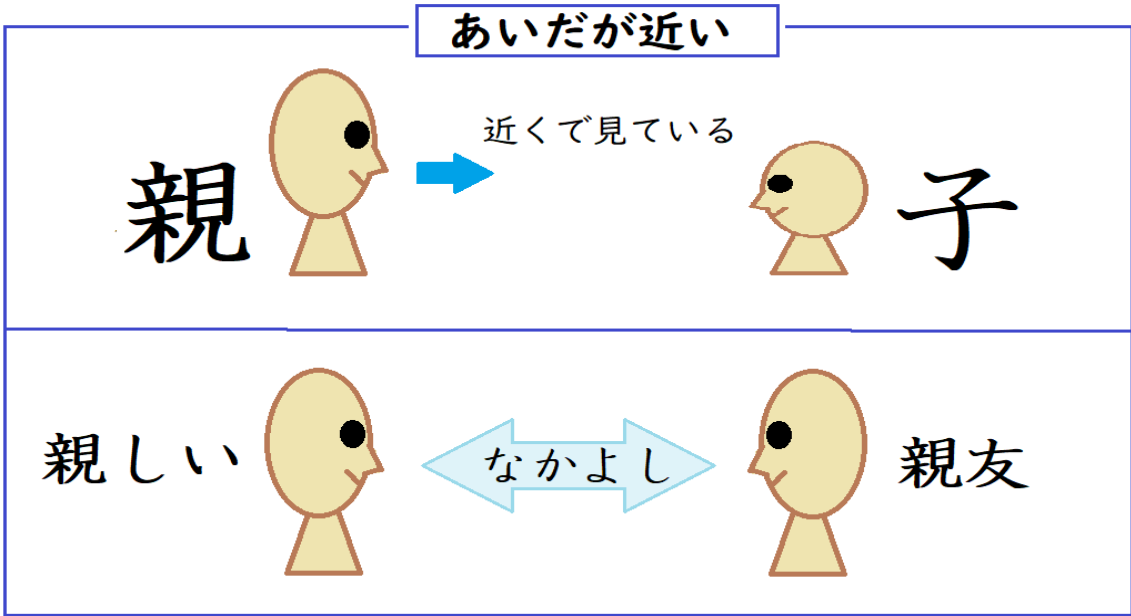 あいだが近い
近くで見ている
親
子
親しい
なかよし
親友